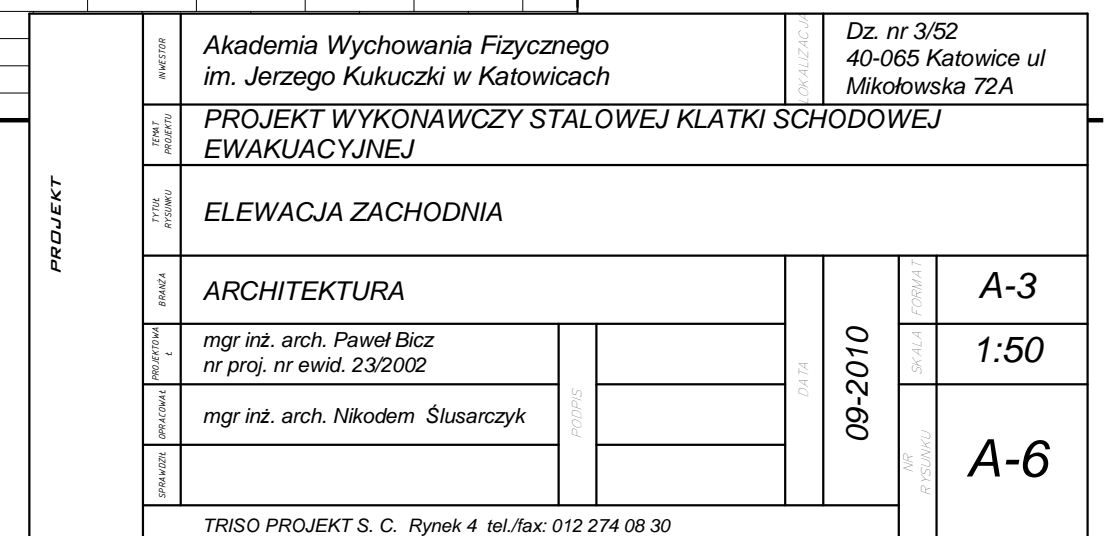 PROJEKT
INWESTOR
Akademia Wychowania Fizycznego
im. Jerzego Kukuczki w Katowicach
LOKALIZACJA
Dz. nr 3/52
40-065 Katowice ul
Mikołowska 72A
TEMAT
PROJEKTU
PROJEKT WYKONAWCZY STALOWEJ KLATKI SCHODOWEJ
EWAKUACYJNEJ
TYTUŁ
RYSUNKU
ELEWACJA ZACHODNIA
BRANŻA
ARCHITEKTURA
DATA
09-2010
FORMAT
A-3
PROJEKTOWA
Ł
mgr inż. arch. Paweł Bicz
nr proj. nr ewid. 23/2002
PODPIS
SKALA
1:50
OPRACOWAŁ
mgr inż. arch. Nikodem Ślusarczyk
NR
RYSUNKU
A-6
SPRAWDZIŁ
TRISO PROJEKT S. C. Rynek 4 tel./fax: 012 274 08 30